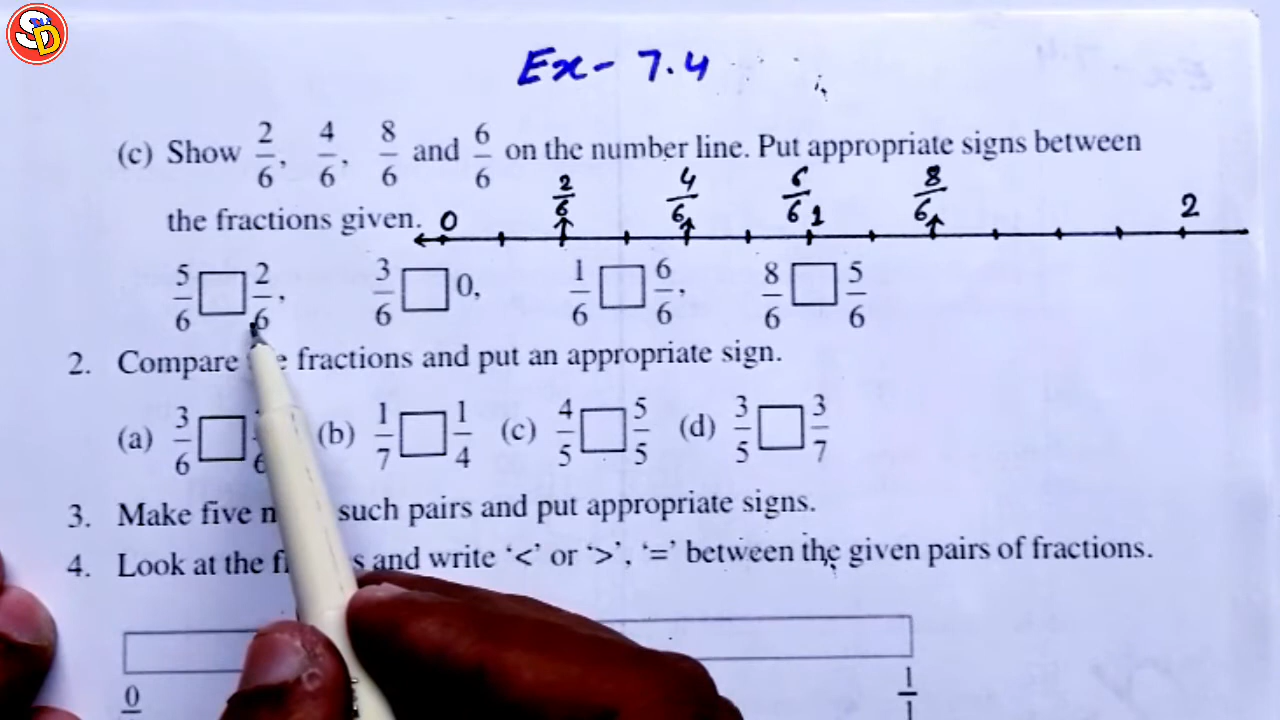 SD
Ex - 7.4
(c) Show 2/6, 4/6, 8/6 and 6/6 on the number line. Put appropriate signs between
the fractions given.
0 2/6 4/6 6/6 1 8/6 2
5/6 □ 2/6, 3/6 □ 0, 1/6 □ 6/6, 8/6 □ 5/6
2. Compare fractions and put an appropriate sign.
(a) 3/6 □ (b) 1/7 □ 1/4 (c) 4/5 □ 5/5 (d) 3/5 □ 3/7
3. Make five such pairs and put appropriate signs.
4. Look at the and write ‘<’ or ‘>’, ‘=’ between the given pairs of fractions.
0 1/1